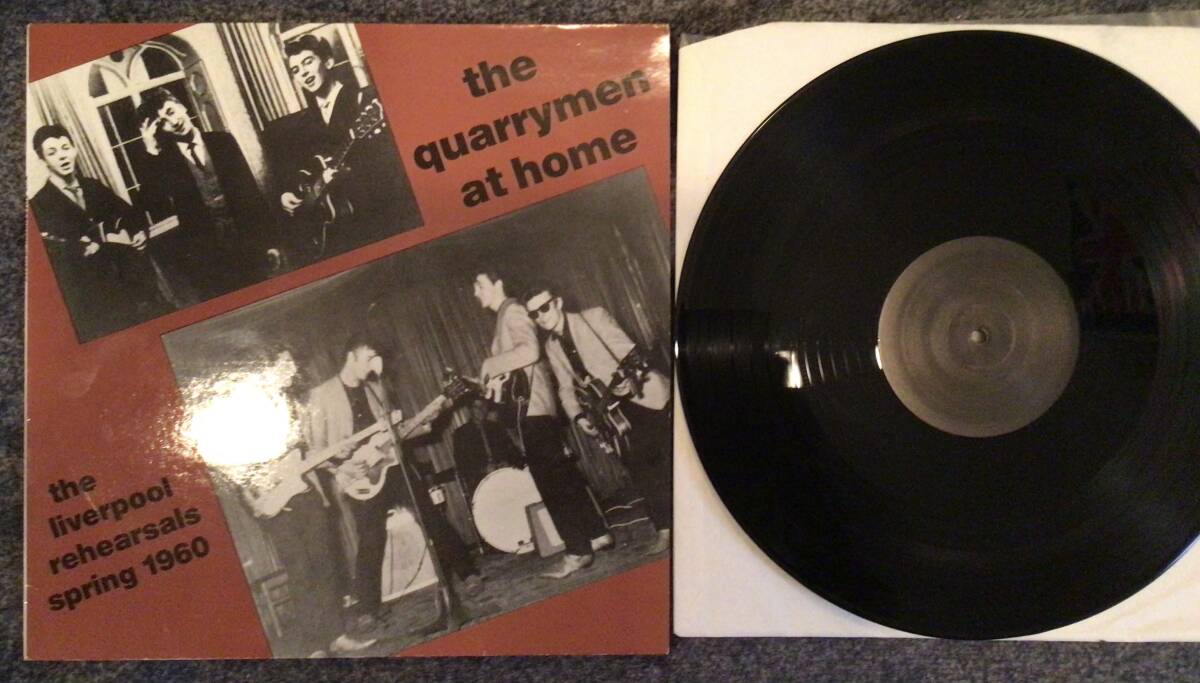 the
quarrymen
at home
the
liverpool
rehearsals
spring 1960